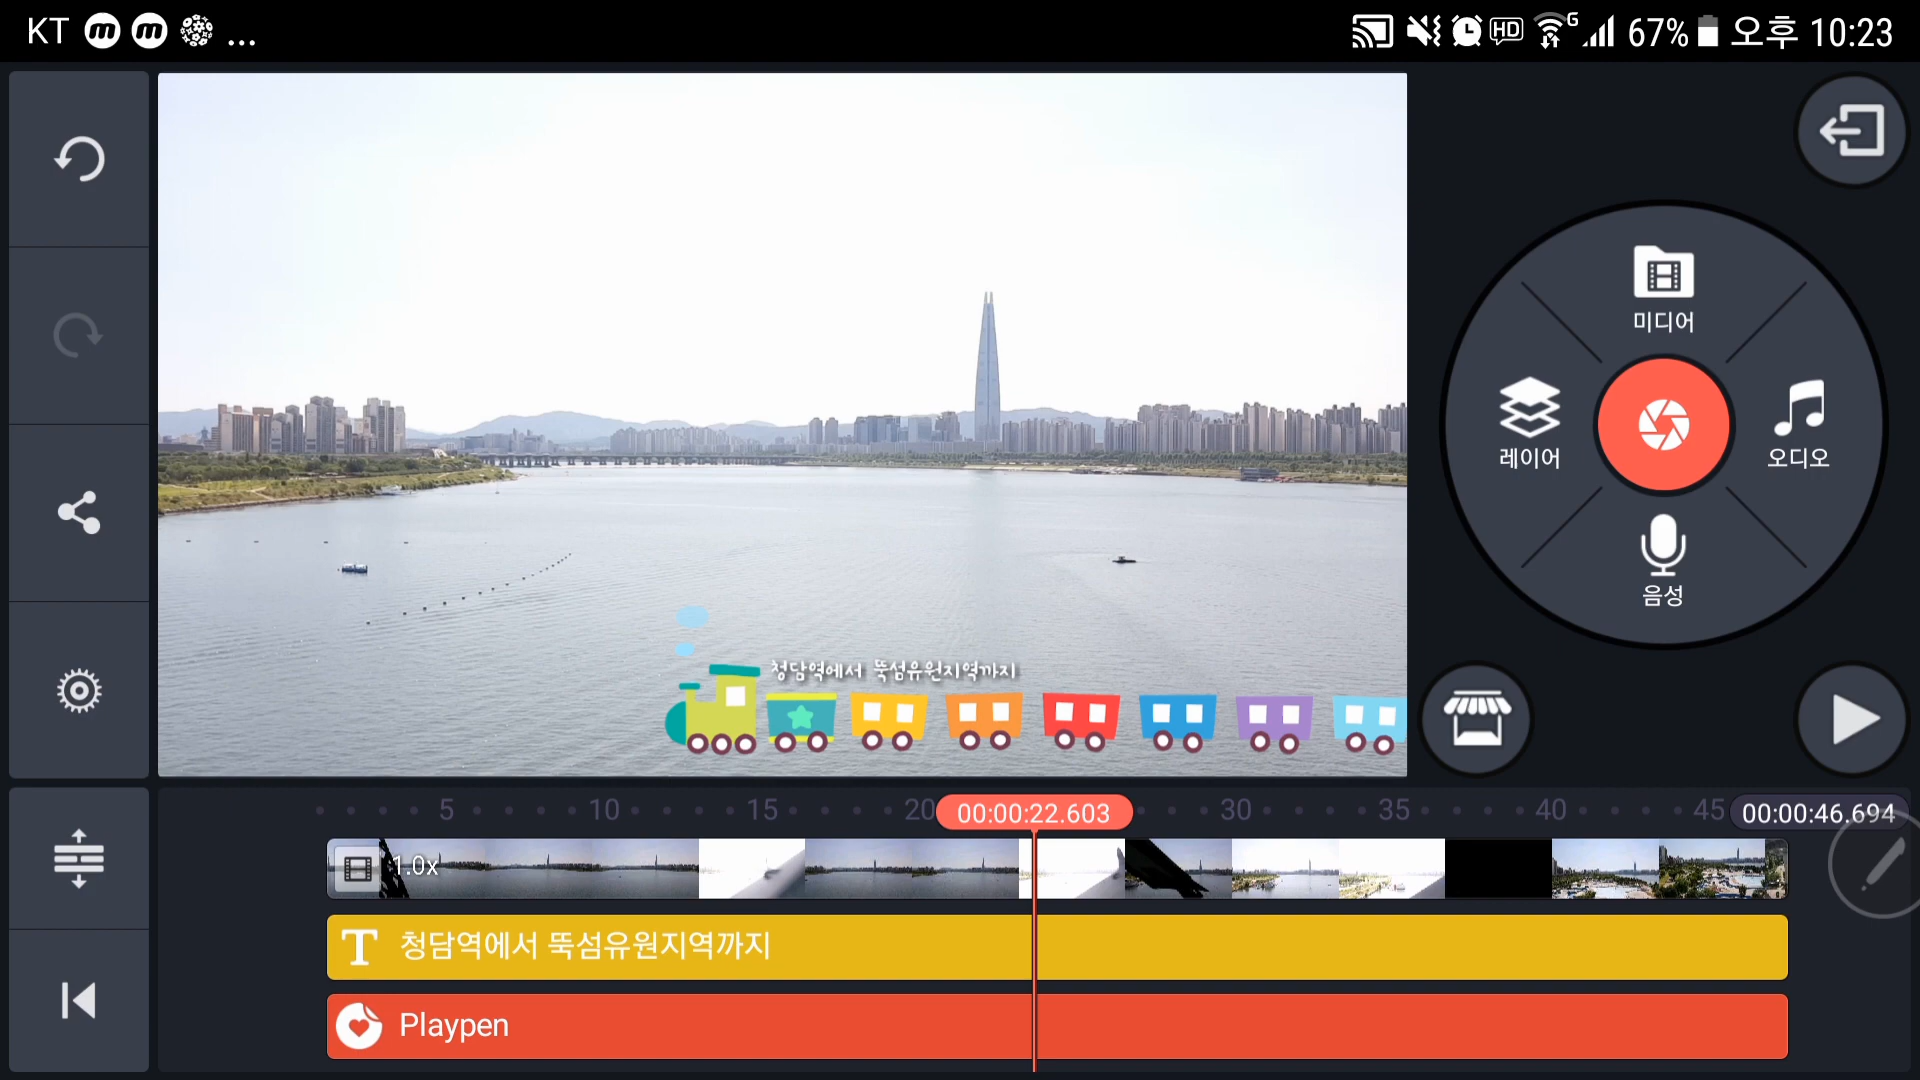 KT m m ... HD G 67% 오후 10:23
미디어
레이어
오디오
음성
청담역에서 뚝섬유원지역까지
5 10 15 20 00:00:22.603 30 35 40 45 00:00:46.694
1.0x
T 청담역에서 뚝섬유원지역까지
Playpen